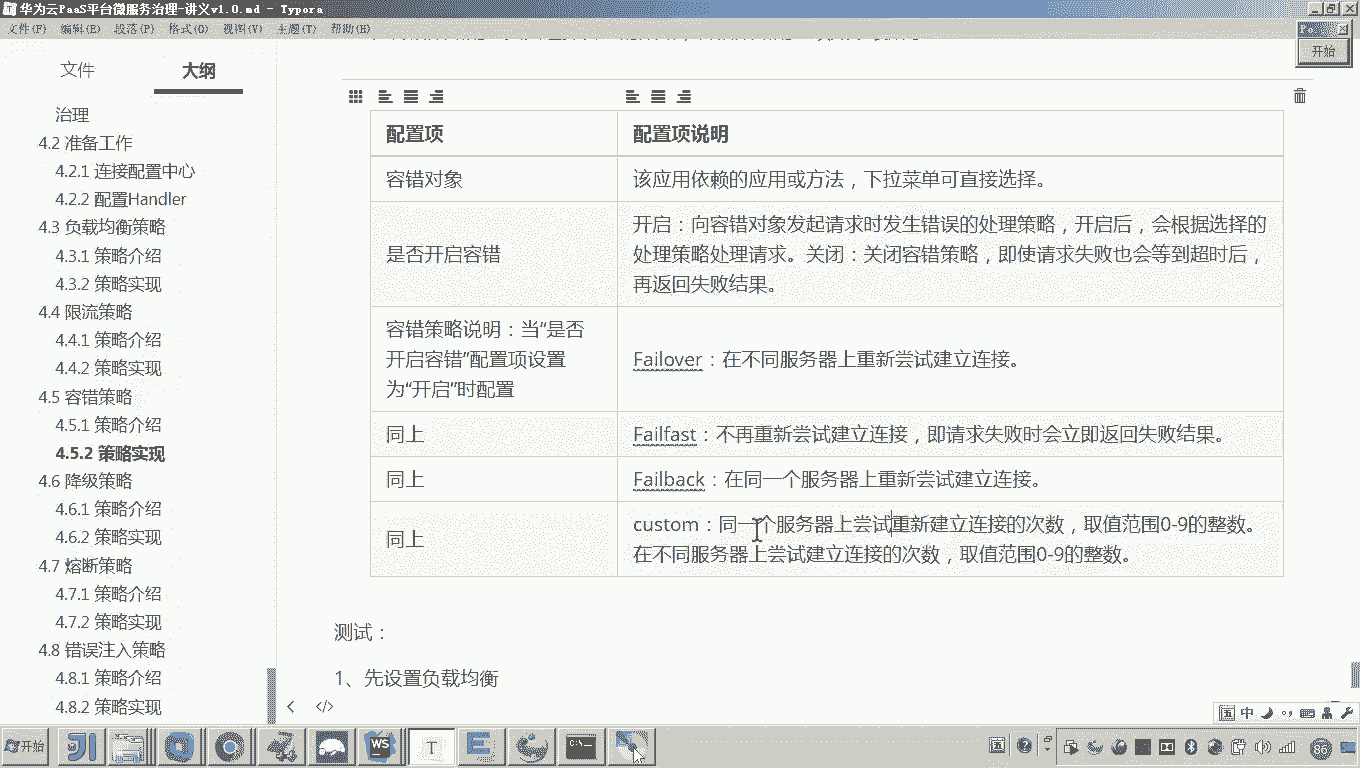 华为云PaaS平台微服务治理-讲义v1.0.md - Typora
文件(F) 编辑(E) 段落(P) 格式(O) 视图(V) 主题(T) 帮助(H)
开始
文件 大纲
治理
4.2 准备工作
4.2.1 连接配置中心
4.2.2 配置Handler
4.3 负载均衡策略
4.3.1 策略介绍
4.3.2 策略实现
4.4 限流策略
4.4.1 策略介绍
4.4.2 策略实现
4.5 容错策略
4.5.1 策略介绍
4.5.2 策略实现
4.6 降级策略
4.6.1 策略介绍
4.6.2 策略实现
4.7 熔断策略
4.7.1 策略介绍
4.7.2 策略实现
4.8 错误注入策略
4.8.1 策略介绍
4.8.2 策略实现
配置项 配置项说明
容错对象 该应用依赖的应用或方法，下拉菜单可直接选择。
是否开启容错
开启：向容错对象发起请求时发生错误的处理策略，开启后，会根据选择的
处理策略处理请求。关闭：关闭容错策略，即使请求失败也会等到超时后，
再返回失败结果。
容错策略说明：当"是否
开启容错"配置项设置
为"开启"时配置
Failover：在不同服务器上重新尝试建立连接。
同上 Failfast：不再重新尝试建立连接，即请求失败时会立即返回失败结果。
同上 Failback：在同一个服务器上重新尝试建立连接。
同上
custom：同一个服务器上尝试重新建立连接的次数，取值范围0-9的整数。
在不同服务器上尝试建立连接的次数，取值范围0-9的整数。
测试：
1、先设置负载均衡
中
开始
WS
T
86